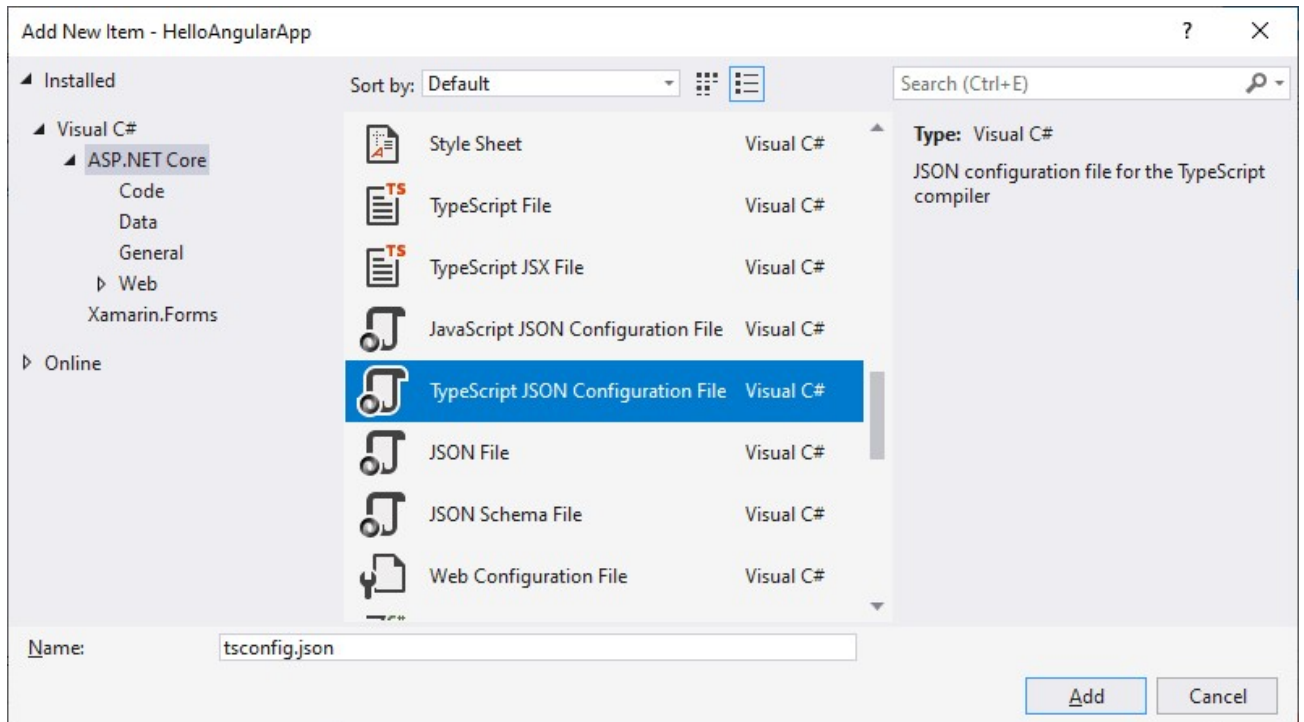 Add New Item - HelloAngularApp
?
Installed
Sort by: Default
Search (Ctrl+E)
Visual C#
ASP.NET Core
Code
Data
General
Web
Xamarin.Forms
Online
Style Sheet Visual C#
TypeScript File Visual C#
TypeScript JSX File Visual C#
JavaScript JSON Configuration File Visual C#
TypeScript JSON Configuration File Visual C#
JSON File Visual C#
JSON Schema File Visual C#
Web Configuration File Visual C#
Type: Visual C#
JSON configuration file for the TypeScript
compiler
Name: tsconfig.json
Add Cancel